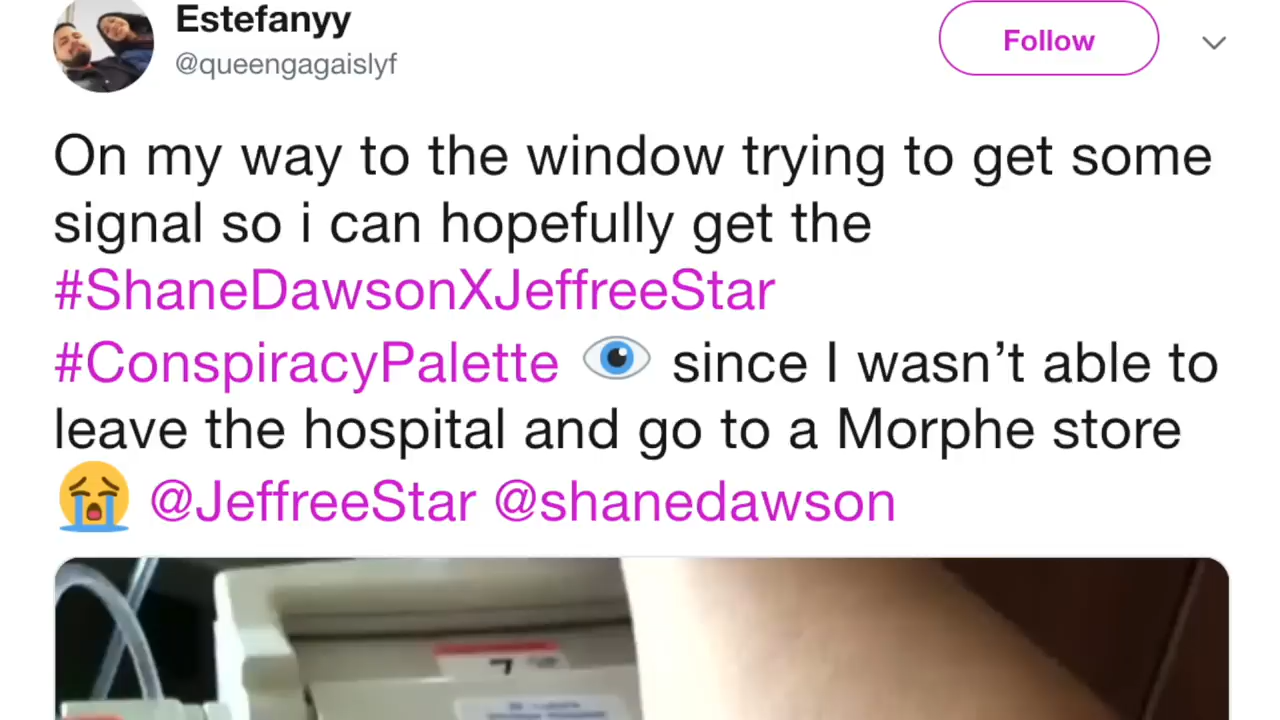 Estefanyy
@queengagaislyf
Follow
On my way to the window trying to get some
signal so i can hopefully get the
#ShaneDawsonXJeffreeStar
#ConspiracyPalette 👁 since I wasn’t able to
leave the hospital and go to a Morphe store
😭 @JeffreeStar @shanedawson
7